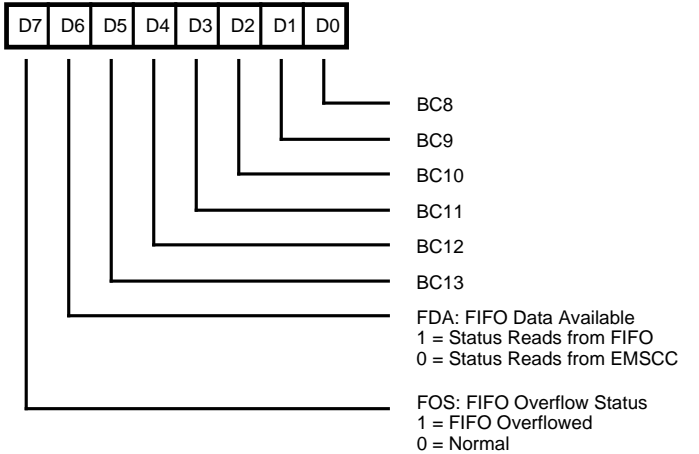 D7 D6 D5 D4 D3 D2 D1 D0
BC8
BC9
BC10
BC11
BC12
BC13
FDA: FIFO Data Available
1 = Status Reads from FIFO
0 = Status Reads from EMSCC
FOS: FIFO Overflow Status
1 = FIFO Overflowed
0 = Normal